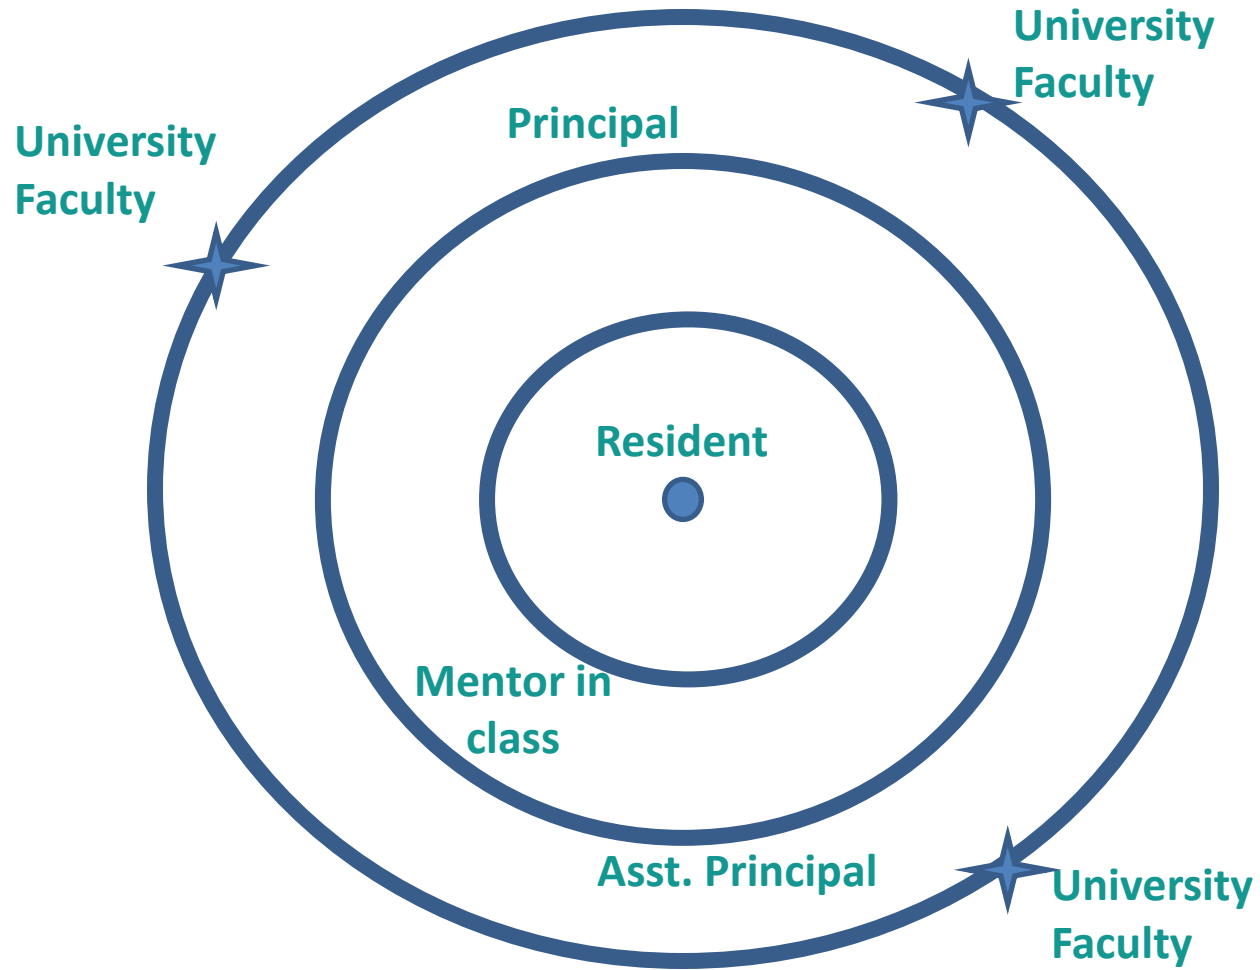 University
Faculty
Principal
University
Faculty
Resident
Mentor in
class
Asst. Principal
University
Faculty